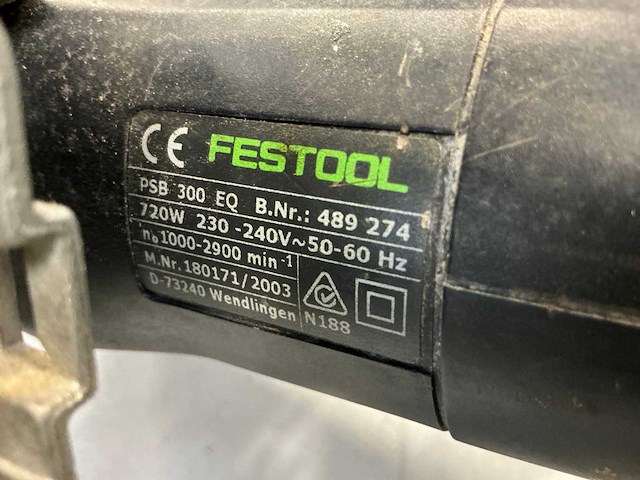 CE FESTOOL
PSB 300 EQ B.Nr.: 489 274
720W 230 -240V~50-60 Hz
n₀1000-2900 min⁻¹
M.Nr.180171/2003
D-73240 Wendlingen N188